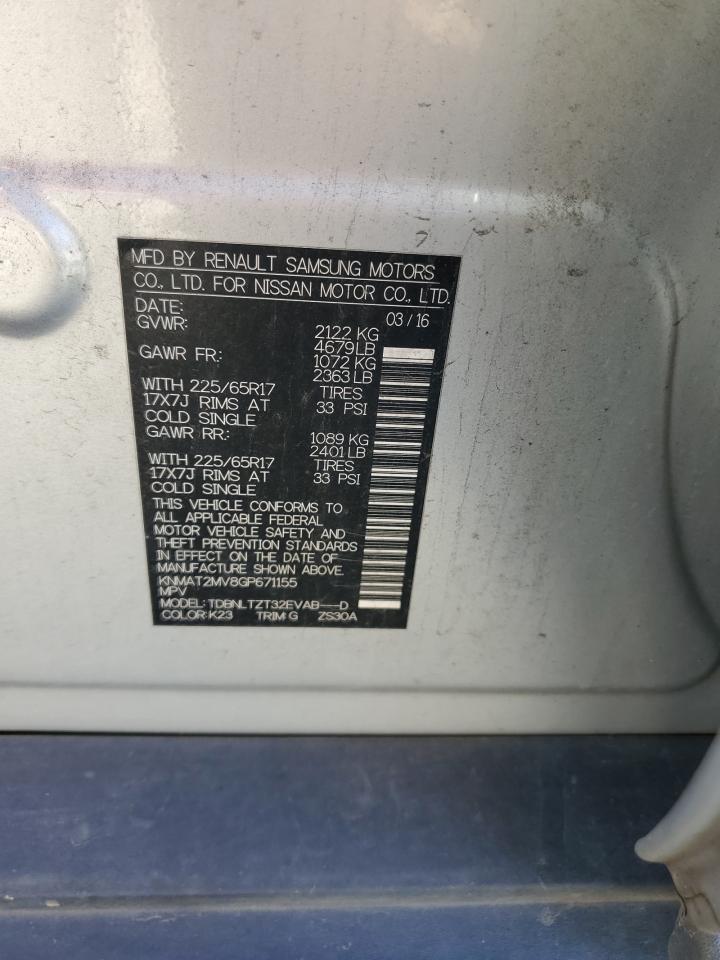 MFD BY RENAULT SAMSUNG MOTORS
CO., LTD. FOR NISSAN MOTOR CO., LTD.
DATE: 03/16
GVWR: 2122 KG
4679 LB
GAWR FR: 1072 KG
2363 LB
WITH 225/65R17 TIRES
17X7J RIMS AT 33 PSI
COLD SINGLE
GAWR RR: 1089 KG
2401 LB
WITH 225/65R17 TIRES
17X7J RIMS AT 33 PSI
COLD SINGLE
THIS VEHICLE CONFORMS TO
ALL APPLICABLE FEDERAL
MOTOR VEHICLE SAFETY AND
THEFT PREVENTION STANDARDS
IN EFFECT ON THE DATE OF
MANUFACTURE SHOWN ABOVE.
KNMAT2MV8GP671155
MPV
MODEL: TDBNLTZT32EVAB---D
COLOR:K23 TRIM:G ZS30A